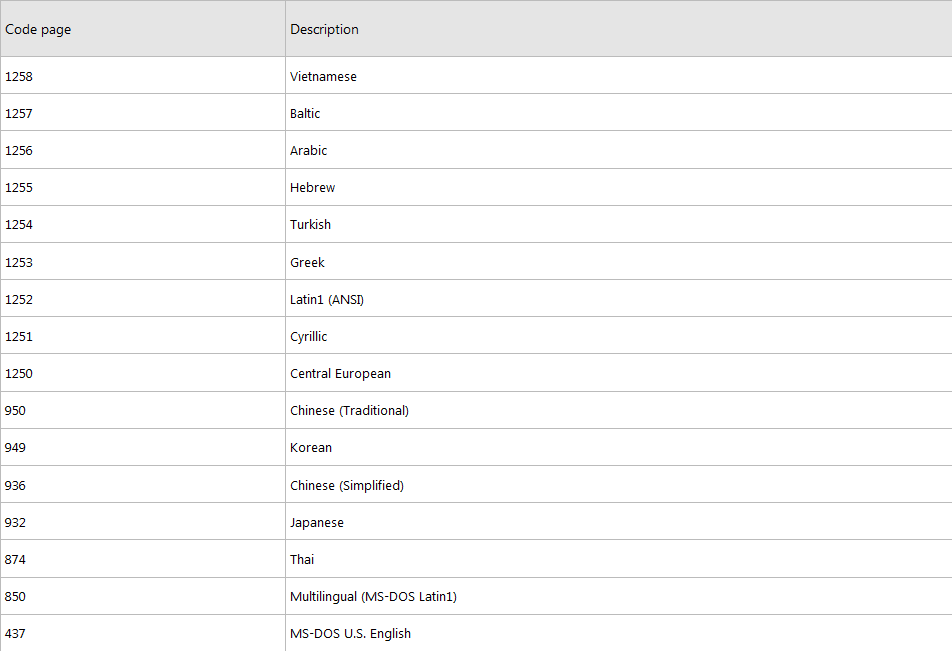 Code page Description
1258 Vietnamese
1257 Baltic
1256 Arabic
1255 Hebrew
1254 Turkish
1253 Greek
1252 Latin1 (ANSI)
1251 Cyrillic
1250 Central European
950 Chinese (Traditional)
949 Korean
936 Chinese (Simplified)
932 Japanese
874 Thai
850 Multilingual (MS-DOS Latin1)
437 MS-DOS U.S. English